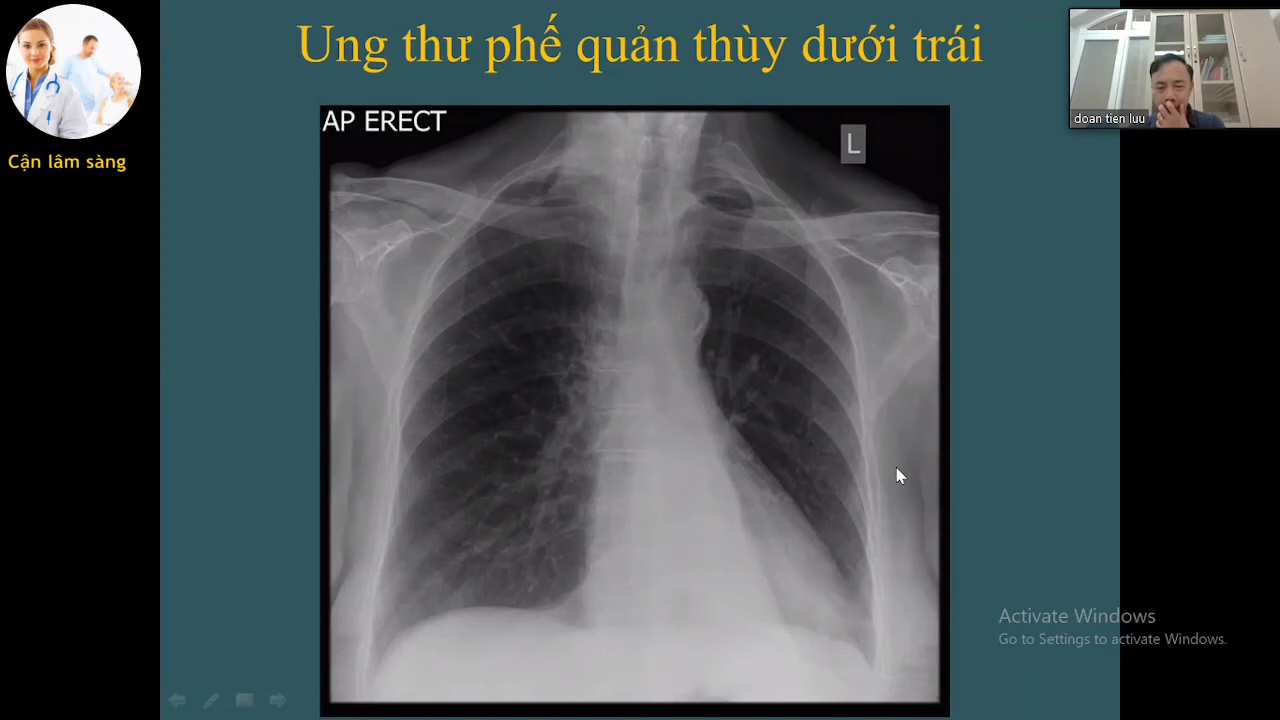 Ung thư phế quản thùy dưới trái
AP ERECT
L
Cận lâm sàng
doan tien luu
Activate Windows
Go to Settings to activate Windows.